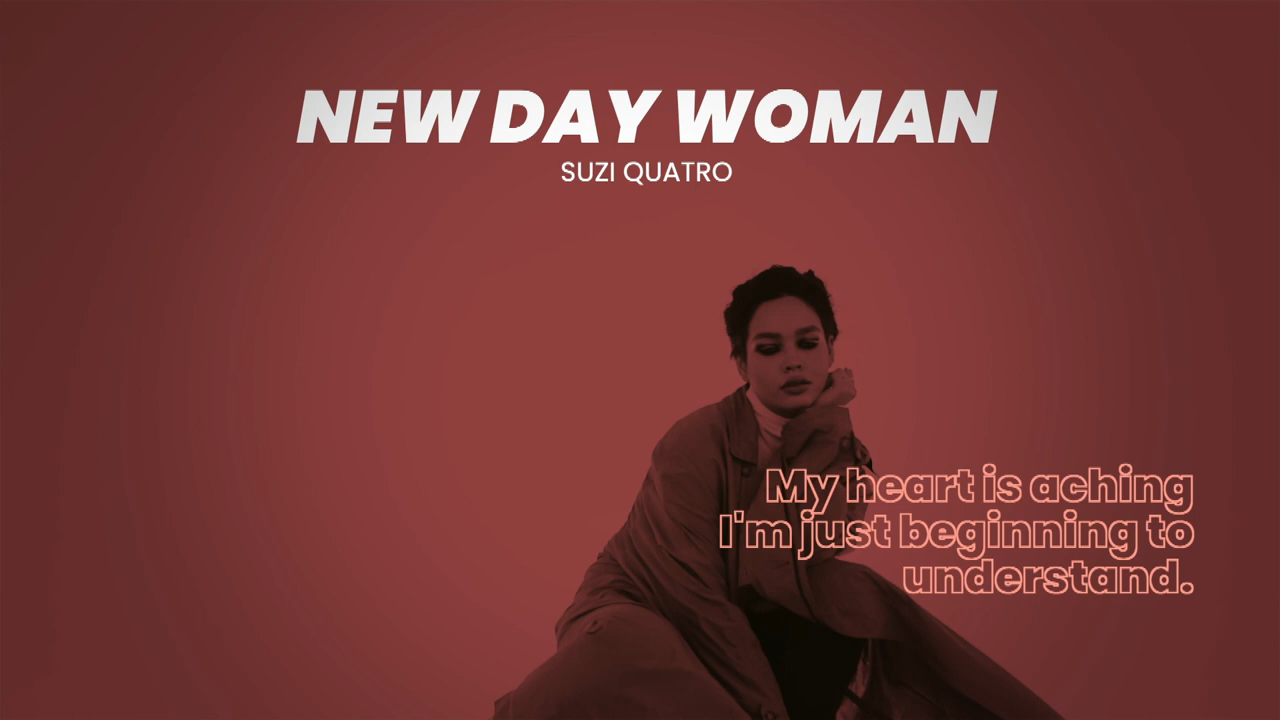 NEW DAY WOMAN
SUZI QUATRO
My heart is aching
I'm just beginning to
understand.